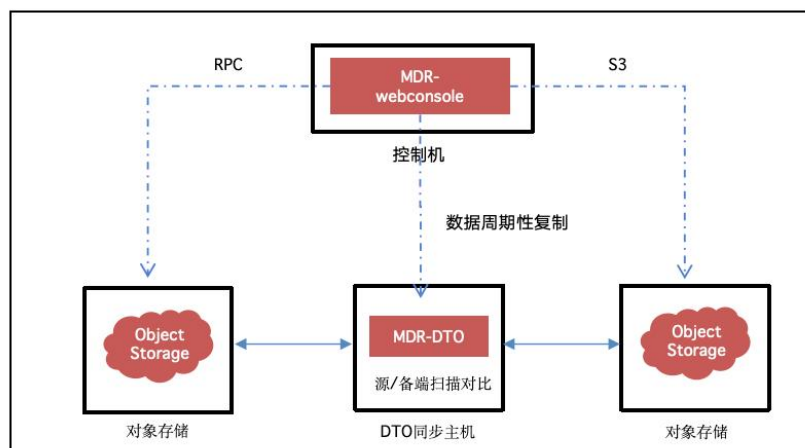 RPC
MDR-
webconsole
S3
控制机
数据周期性复制
Object
Storage
MDR-DTO
源/备端扫描对比
Object
Storage
对象存储
DTO同步主机
对象存储